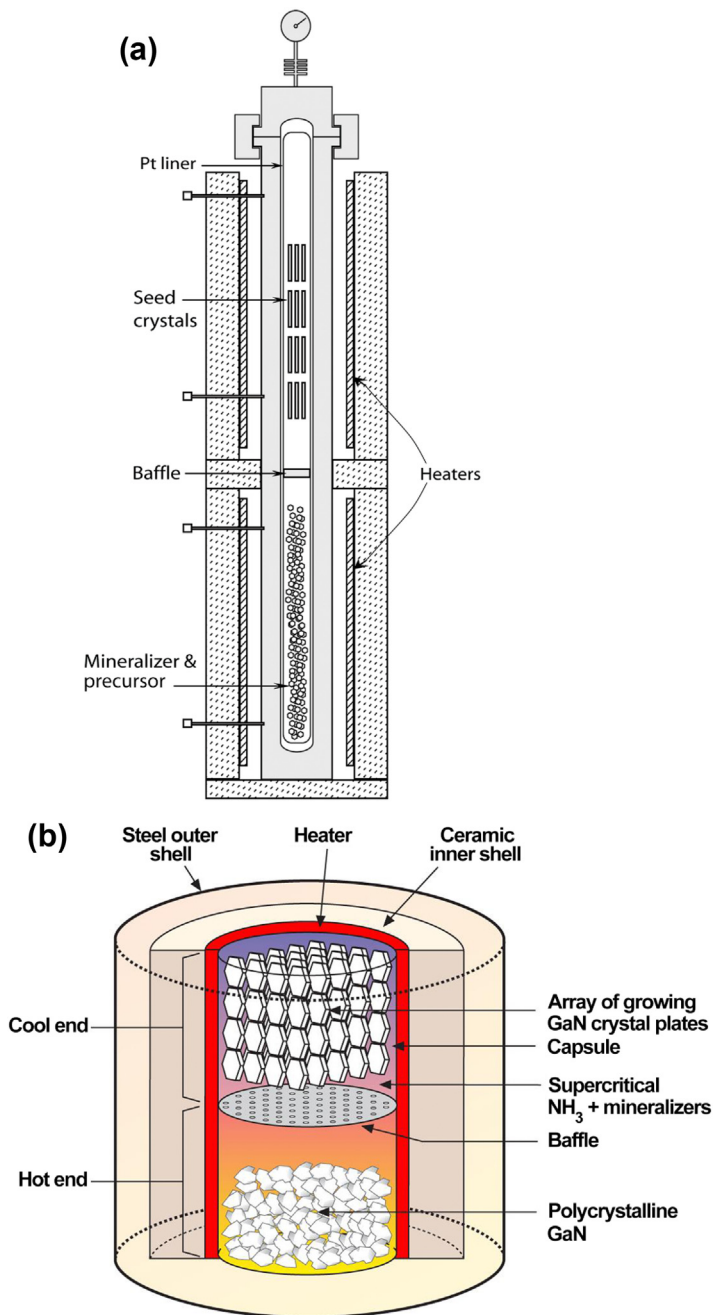 (a)
Pt liner
Seed
crystals
Baffle
Heaters
Mineralizer &
precursor
(b)
Steel outer
shell
Heater
Ceramic
inner shell
Cool end
Array of growing
GaN crystal plates
Capsule
Supercritical
NH3 + mineralizers
Baffle
Hot end
Polycrystalline
GaN